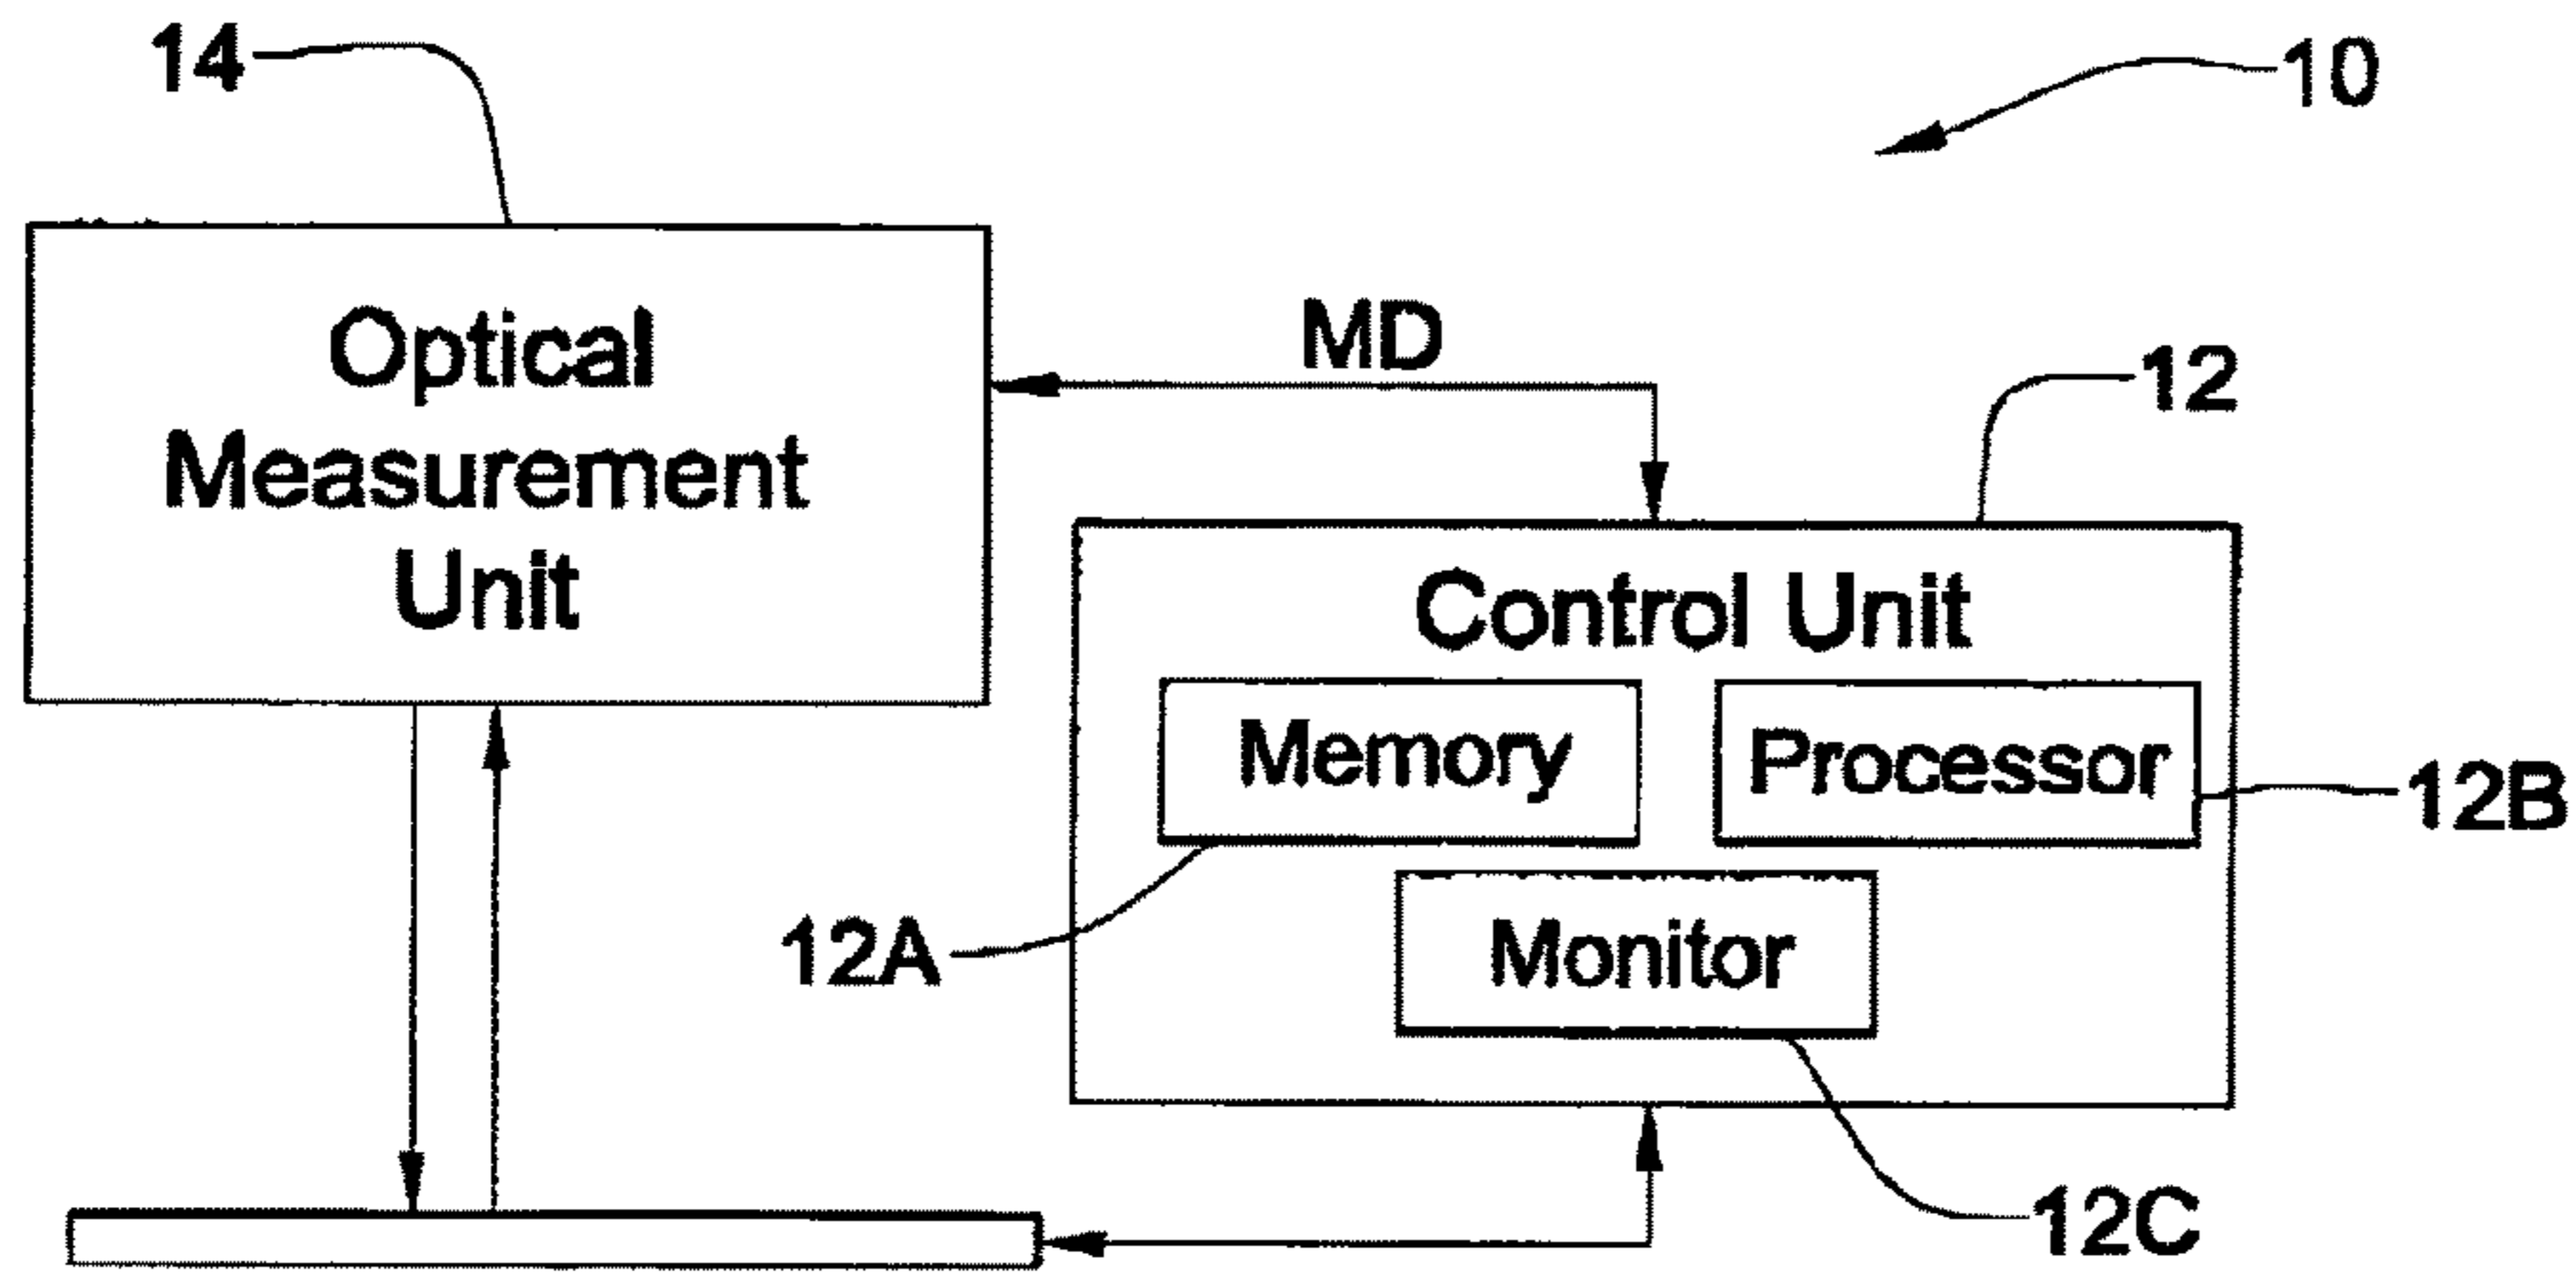 14
10
Optical
Measurement
Unit
MD
12
Control Unit
Memory
Processor
12B
12A
Monitor
12C